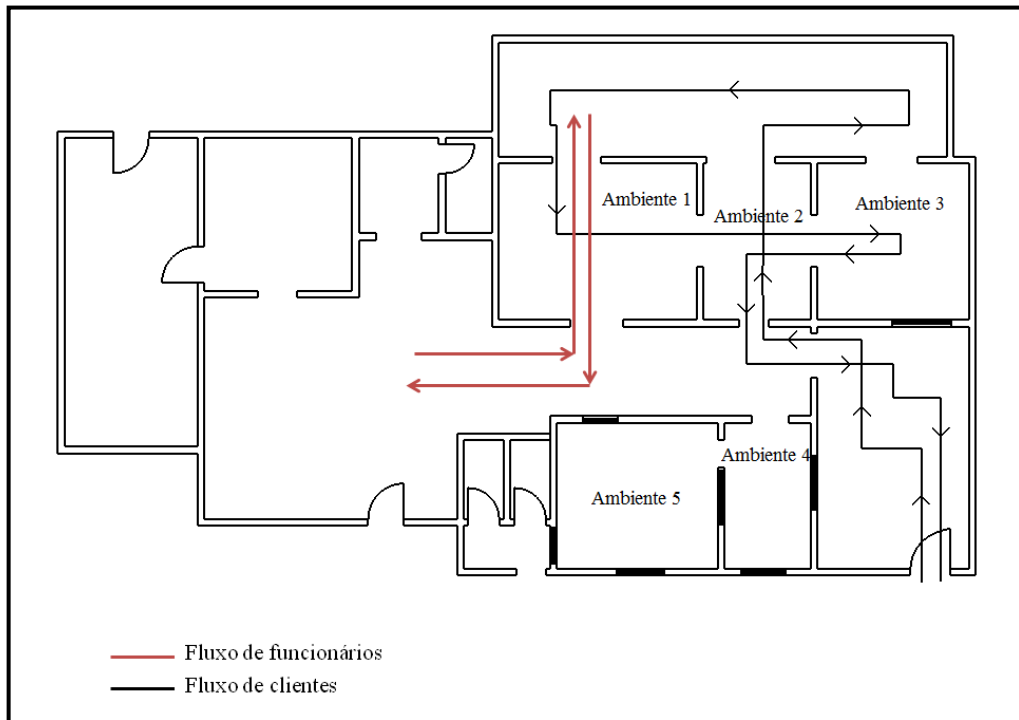 Ambiente 1
Ambiente 2
Ambiente 3
Ambiente 4
Ambiente 5
Fluxo de funcionários
Fluxo de clientes